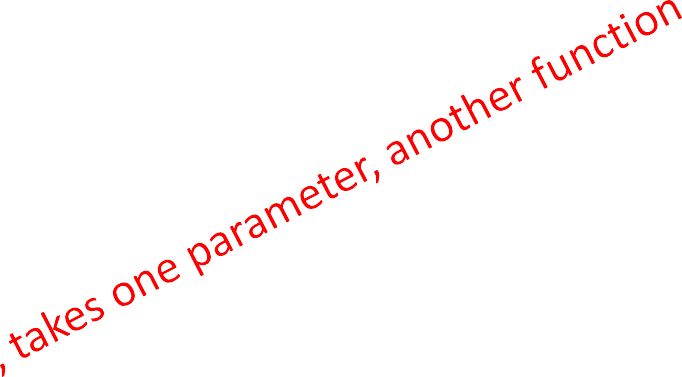 , takes one parameter, another function